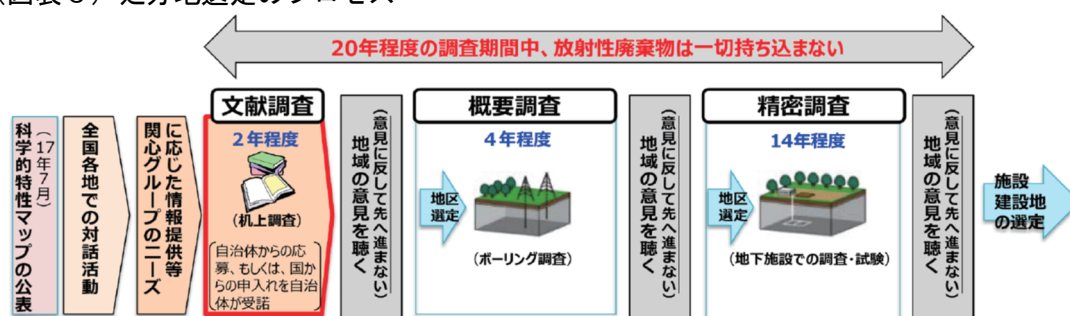 (図表3) 処分地選定のプロセス
20年程度の調査期間中、放射性廃棄物は一切持ち込まない
科学的特性マップの公表
(17年7月)
全国各地での対話活動
関心グループのニーズ
に応じた情報提供等
文献調査
2年程度
(机上調査)
自治体からの応
募、もしくは、国か
らの申入れを自治
体が受諾
地域の意見を聴く
(意見に反して先へ進まない)
概要調査
4年程度
地区
選定
(ボーリング調査)
地域の意見を聴く
(意見に反して先へ進まない)
精密調査
14年程度
地区
選定
(地下施設での調査・試験)
地域の意見を聴く
(意見に反して先へ進まない)
施設
建設地
の選定